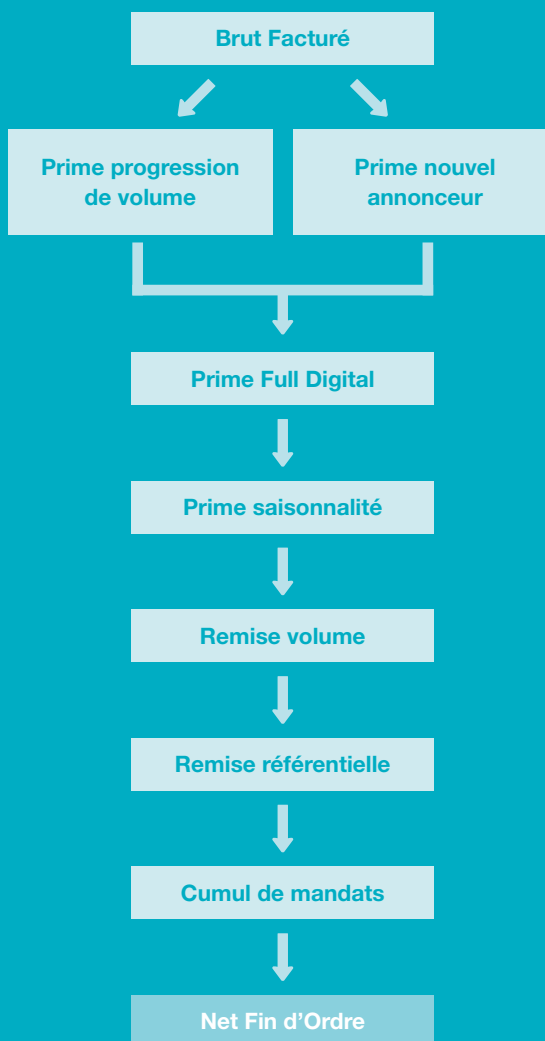 Brut Facturé
Prime progression
de volume
Prime nouvel
annonceur
Prime Full Digital
Prime saisonnalité
Remise volume
Remise référentielle
Cumul de mandats
Net Fin d’Ordre